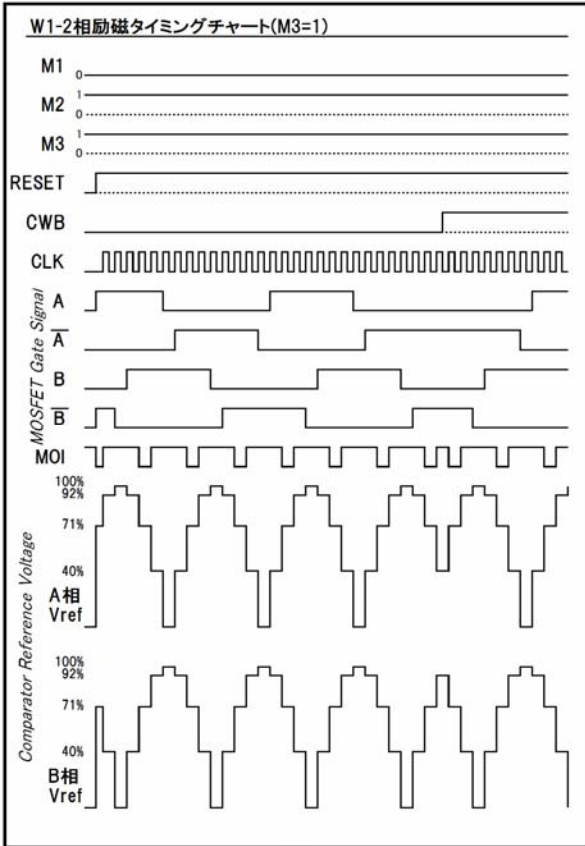 W1-2相励磁タイミングチャート(M3=1)
M1 0
M2 1
0
M3 1
0
RESET
CWB
CLK
MOSFET Gate Signal
A
A̅
B
B̅
MOI
Comparator Reference Voltage
100%
92%
71%
40%
A相
Vref
100%
92%
71%
40%
B相
Vref